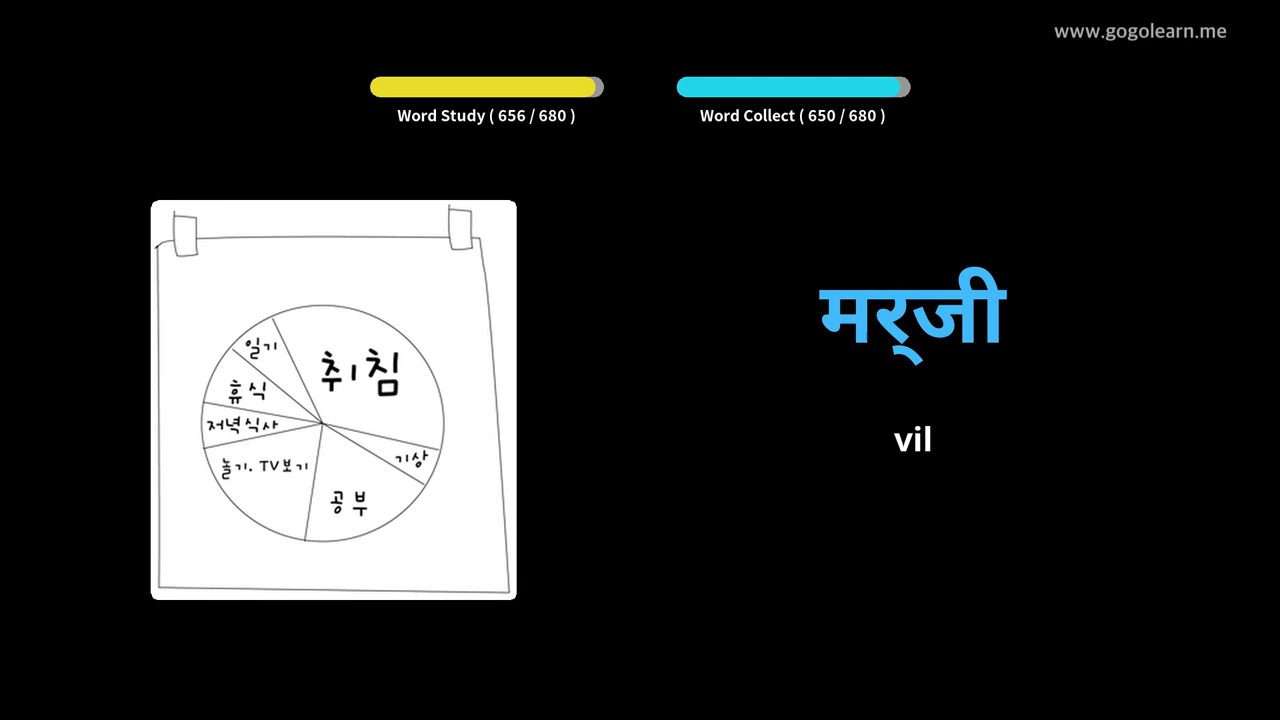 www.gogolearn.me
Word Study ( 656 / 680 )
Word Collect ( 650 / 680 )
일기
취침
휴식
저녁식사
놀기. TV보기
기상
공부
मर्‌जी
vil